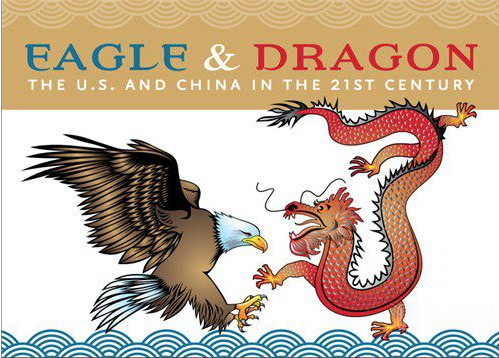 EAGLE & DRAGON
THE U.S. AND CHINA IN THE 21ST CENTURY